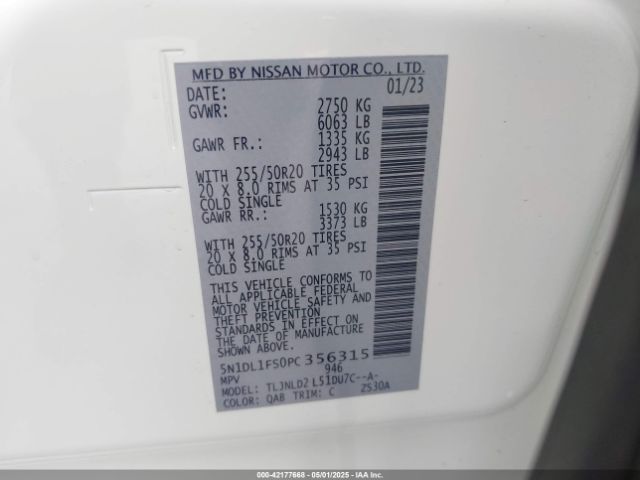 MFD BY NISSAN MOTOR CO., LTD.
DATE: 01/23
GVWR: 2750 KG
6063 LB
GAWR FR.: 1335 KG
2943 LB
WITH 255/50R20 TIRES
20 X 8.0 RIMS AT 35 PSI
COLD SINGLE
GAWR RR.: 1530 KG
3373 LB
WITH 255/50R20 TIRES
20 X 8.0 RIMS AT 35 PSI
COLD SINGLE
THIS VEHICLE CONFORMS TO
ALL APPLICABLE FEDERAL
MOTOR VEHICLE SAFETY AND
THEFT PREVENTION
STANDARDS IN EFFECT ON
THE DATE OF MANUFACTURE
SHOWN ABOVE.
5N1DL1FS0PC356315
MPV 946
MODEL: TLJNLD2 L51DU7C--A-
COLOR: QAB TRIM: C ZS30A
000-42177668 - 05/01/2025 - IAAI.COM